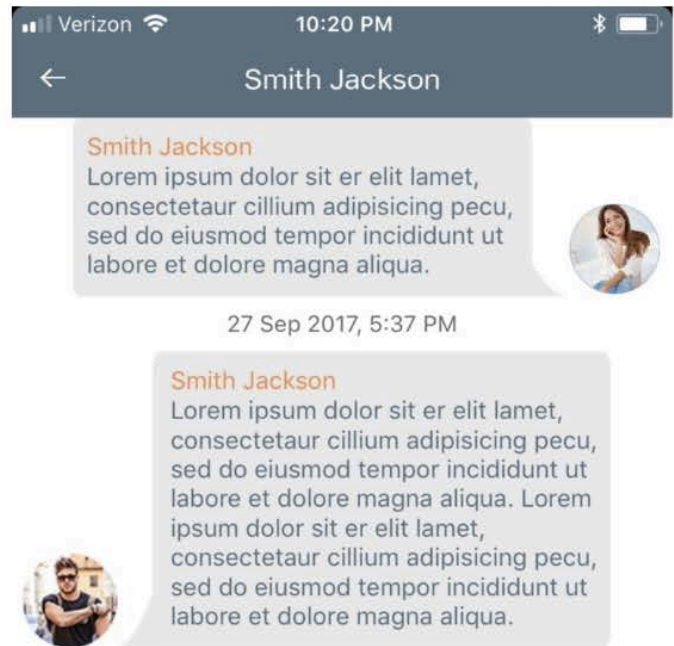 Verizon 10:20 PM
Smith Jackson
Smith Jackson
Lorem ipsum dolor sit er elit lamet,
consectetaur cillium adipisicing pecu,
sed do eiusmod tempor incididunt ut
labore et dolore magna aliqua.
27 Sep 2017, 5:37 PM
Smith Jackson
Lorem ipsum dolor sit er elit lamet,
consectetaur cillium adipisicing pecu,
sed do eiusmod tempor incididunt ut
labore et dolore magna aliqua. Lorem
ipsum dolor sit er elit lamet,
consectetaur cillium adipisicing pecu,
sed do eiusmod tempor incididunt ut
labore et dolore magna aliqua.